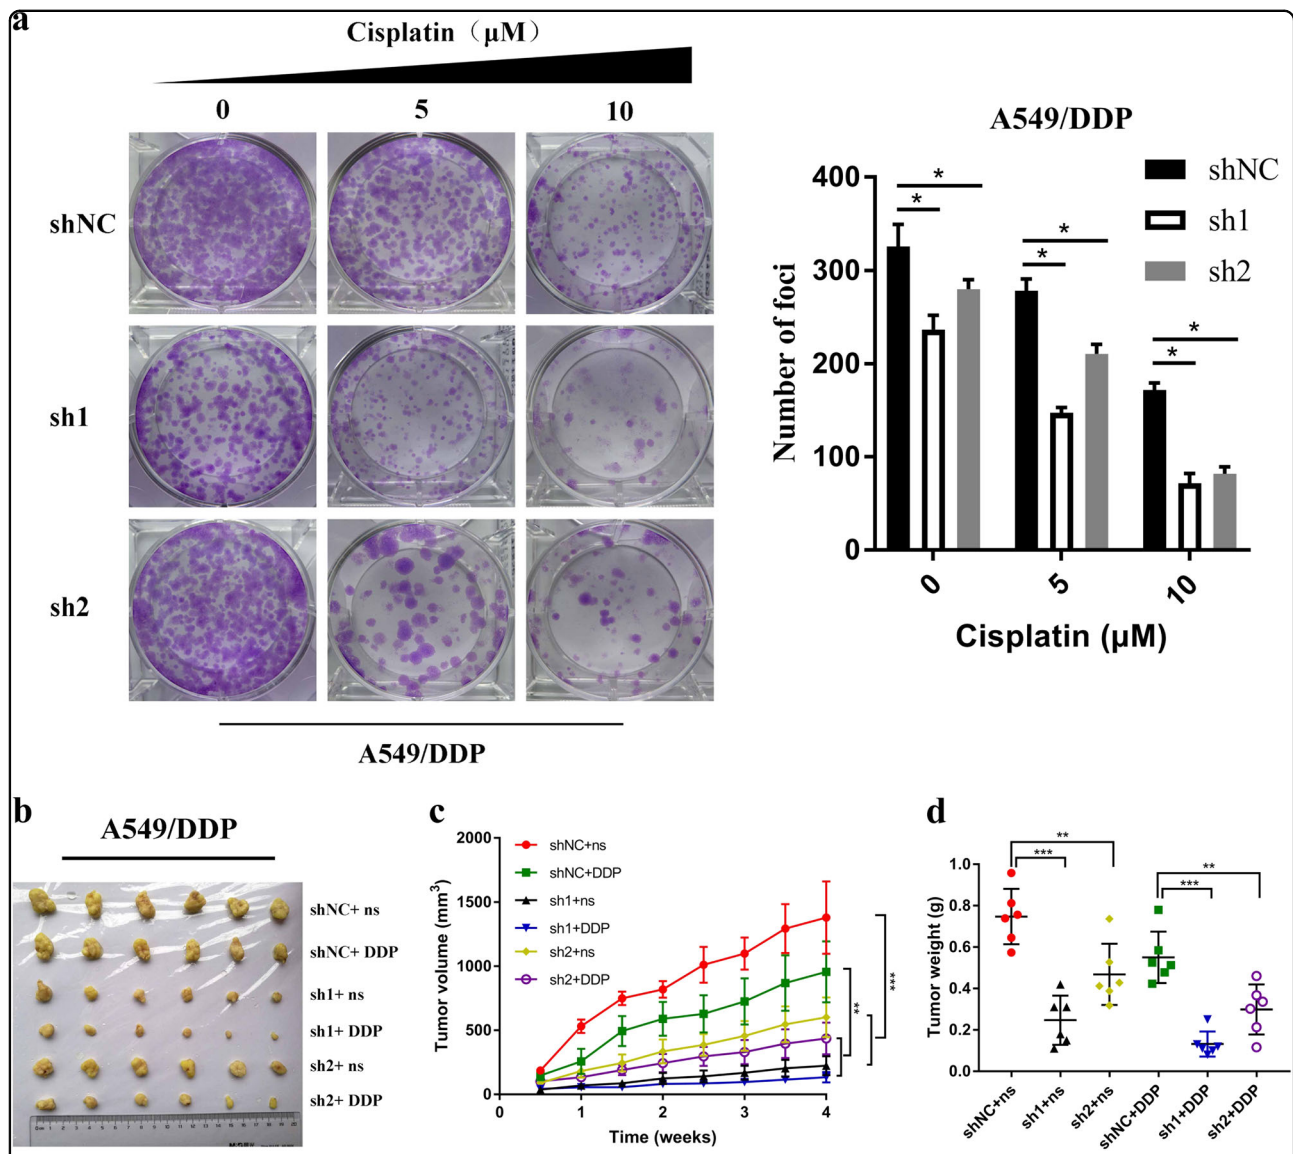 a
Cisplatin（μM）
0 5 10
shNC
sh1
sh2
A549/DDP
A549/DDP
shNC
sh1
sh2
Number of foci
400
300
200
100
0
* *
* *
* *
0 5 10
Cisplatin (μM)
b
A549/DDP
shNC+ ns
shNC+ DDP
sh1+ ns
sh1+ DDP
sh2+ ns
sh2+ DDP
c
Tumor volume (mm³)
2000
1500
1000
500
0
shNC+ns
shNC+DDP
sh1+ns
sh1+DDP
sh2+ns
sh2+DDP
**
***
0 1 2 3 4
Time (weeks)
d
Tumor weight (g)
1.0
0.8
0.6
0.4
0.2
0.0
**
***
**
***
shNC+ns
sh1+ns
sh2+ns
shNC+DDP
sh1+DDP
sh2+DDP